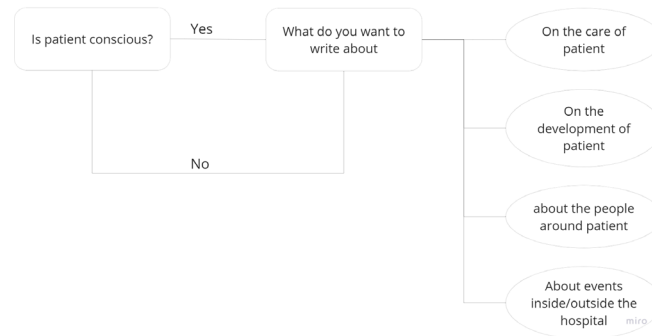 Is patient conscious?
Yes
What do you want to
write about
No
On the care of
patient
On the
development of
patient
about the people
around patient
About events
inside/outside the
hospital
miro